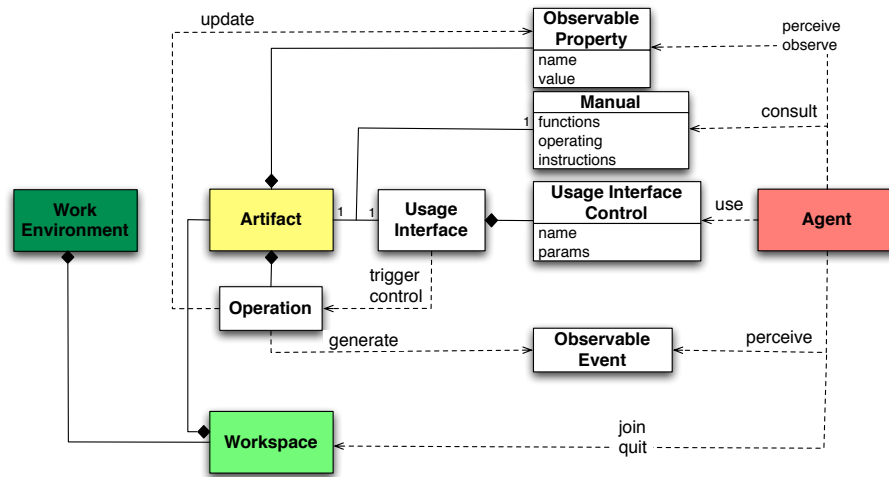 update
Observable
Property
name
value
perceive
observe
Manual
functions
operating
instructions
1
consult
Work
Environment
Artifact
1
1
Usage
Interface
Usage Interface
Control
name
params
use
Agent
trigger
control
Operation
generate
Observable
Event
perceive
Workspace
join
quit